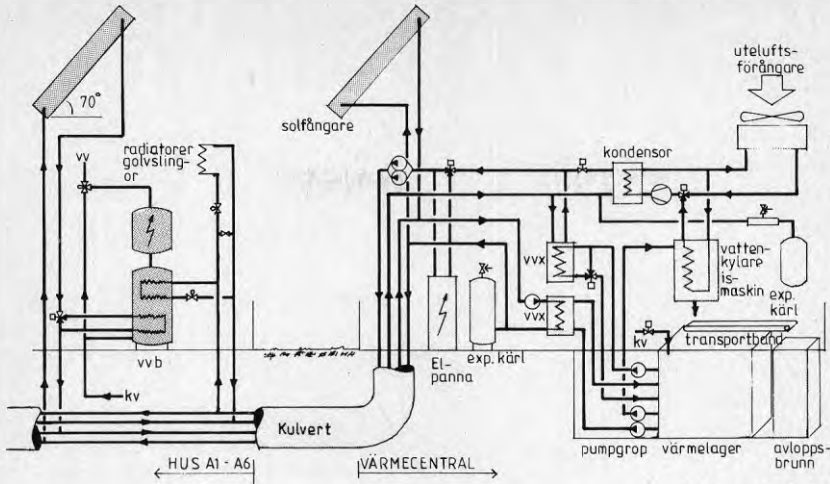 utelufts-
förångare
70°
solfångare
radiatorer
golvsling-
or
kondensor
vv
vvx
vatten-
kylare
is-
maskin
exp.
kärl
vvx
kv
transportband
vvb
El-
panna
exp. kärl
kv
Kulvert
pumpgrop
värmelager
avlopps-
brunn
HUS A1 - A6
VÄRMECENTRAL